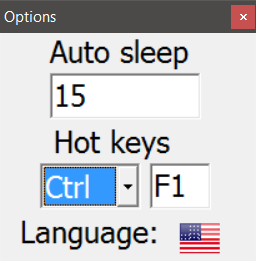 Options
Auto sleep
15
Hot keys
Ctrl F1
Language: